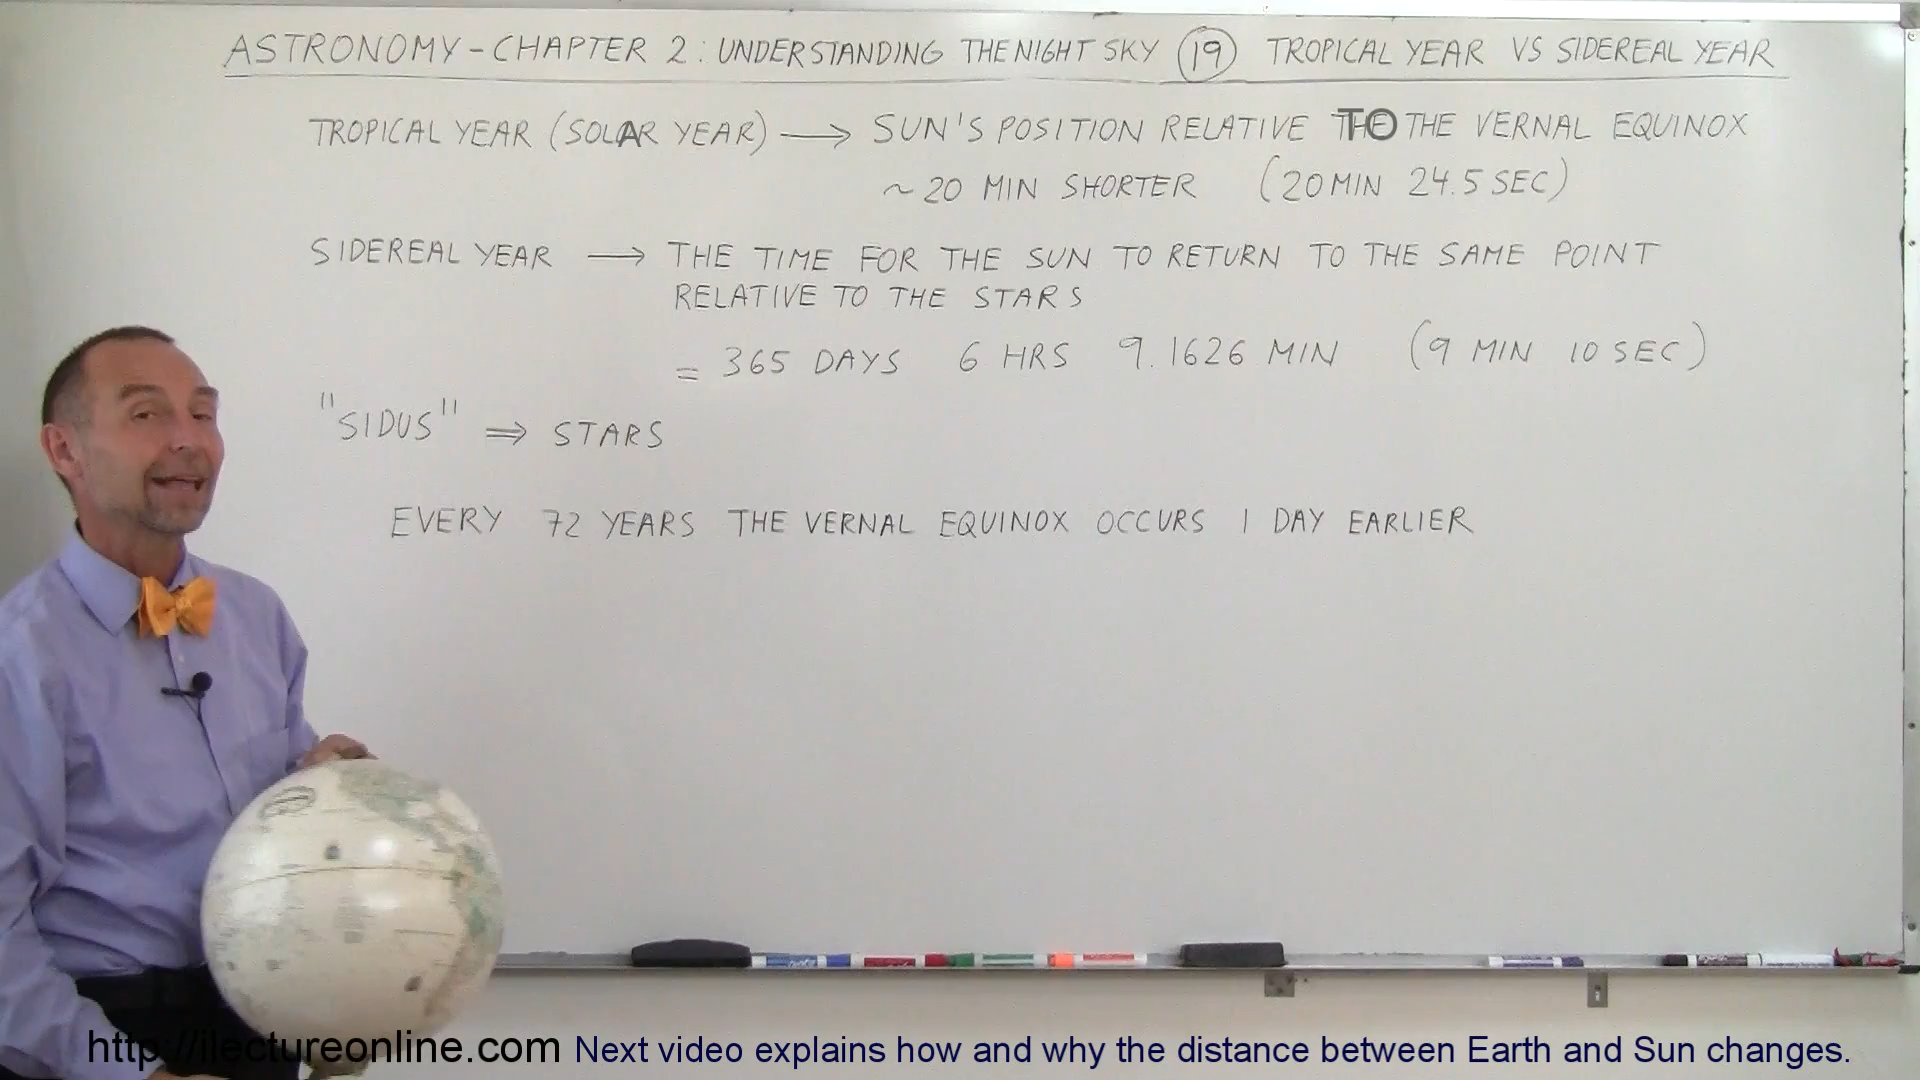 ASTRONOMY - CHAPTER 2: UNDERSTANDING THE NIGHT SKY 19 TROPICAL YEAR VS SIDEREAL YEAR
TROPICAL YEAR (SOLAR YEAR) → SUN'S POSITION RELATIVE TO THE VERNAL EQUINOX
~ 20 MIN SHORTER (20 MIN 24.5 SEC)
SIDEREAL YEAR → THE TIME FOR THE SUN TO RETURN TO THE SAME POINT
RELATIVE TO THE STARS
= 365 DAYS 6 HRS 9.1626 MIN (9 MIN 10 SEC)
"SIDUS" ⇒ STARS
EVERY 72 YEARS THE VERNAL EQUINOX OCCURS 1 DAY EARLIER
http://ilectureonline.com Next video explains how and why the distance between Earth and Sun changes.